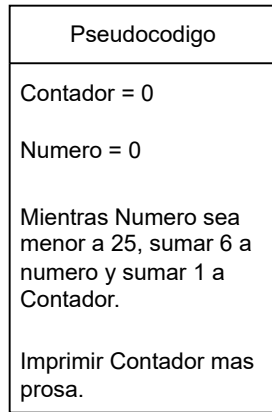 Pseudocodigo
Contador = 0
Numero = 0
Mientras Numero sea
menor a 25, sumar 6 a
numero y sumar 1 a
Contador.
Imprimir Contador mas
prosa.